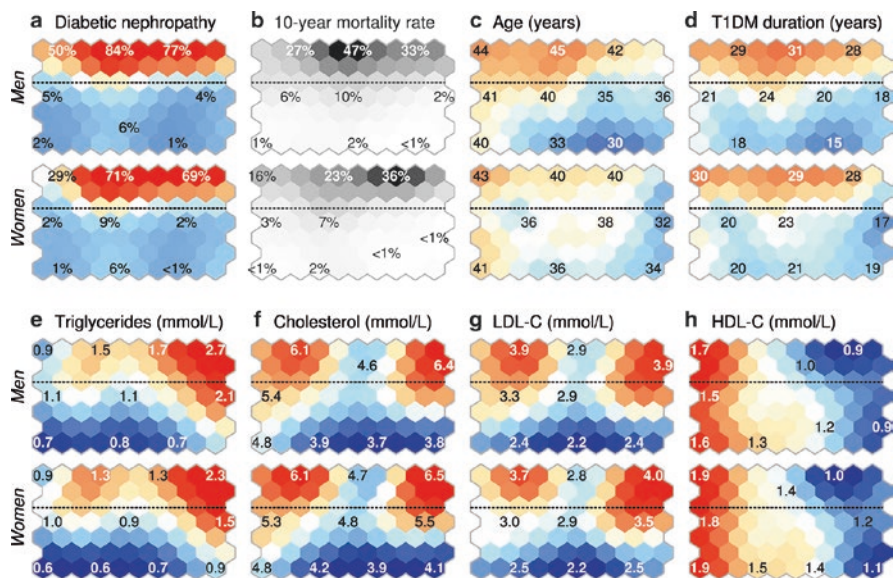 a Diabetic nephropathy
b 10-year mortality rate
c Age (years)
d T1DM duration (years)
Men
50% 84% 77%
5% 4%
6%
2% 1%
27% 47% 33%
6% 10% 2%
1% 2% <1%
44 45 42
41 40 35 36
40 33 30
29 31 28
21 24 20 18
18 15
Women
29% 71% 69%
2% 9% 2%
1% 6% <1%
16% 23% 36%
3% 7%
<1%
<1%
<1% 2%
43 40 40
36 38 32
41 36 34
30 29 28
20 23 17
20 21 19
e Triglycerides (mmol/L)
f Cholesterol (mmol/L)
g LDL-C (mmol/L)
h HDL-C (mmol/L)
Men
0.9 1.5 1.7 2.7
1.1 1.1 2.1
0.7 0.8 0.7
6.1 4.6 6.4
5.4
4.8 3.9 3.7 3.8
3.9 2.9 3.9
3.3 2.9
2.4 2.2 2.4
1.7 1.0 0.9
1.5
1.2 0.9
1.6 1.3
Women
0.9 1.3 1.3 2.3
1.0 0.9 1.5
0.6 0.6 0.7 0.9
6.1 4.7 6.5
5.3 4.8 5.5
4.8 4.2 3.9 4.1
3.7 2.8 4.0
3.0 2.9 3.5
2.5 2.2 2.5
1.9 1.4 1.0
1.8 1.2
1.9 1.5 1.4 1.1